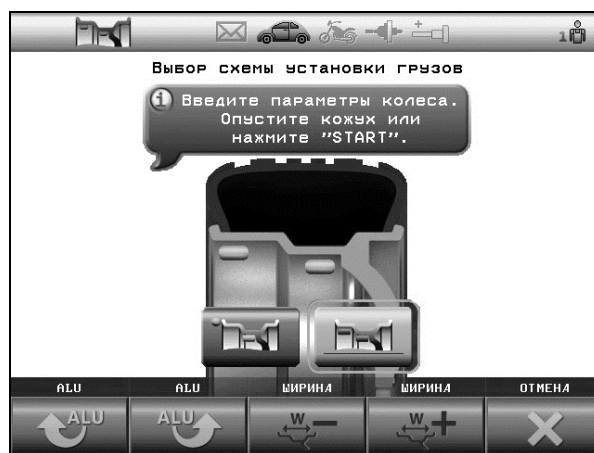 1
Выбор схемы установки грузов
Введите параметры колеса.
Опустите кожух или
нажмите "START".
ALU ALU ШИРИНА ШИРИНА ОТМЕНА
ALU ALU W W